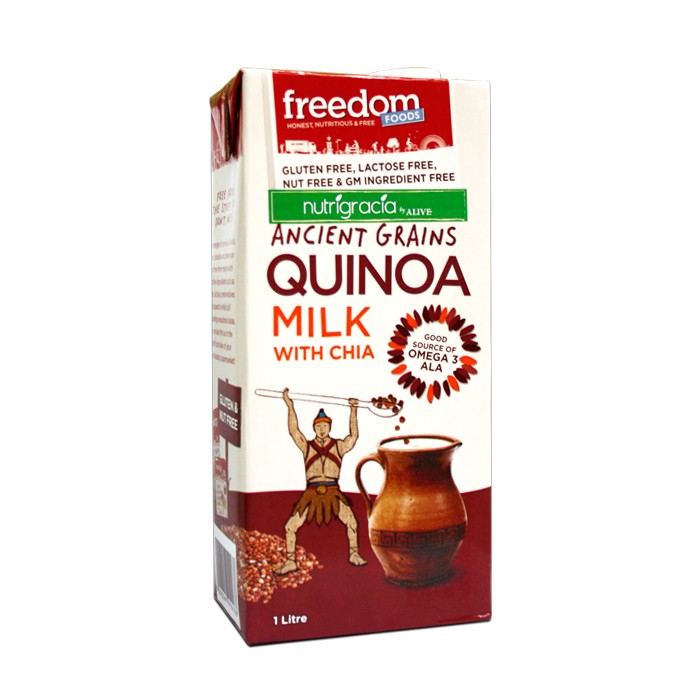 freedom
FOODS
HONEST, NUTRITIOUS & FREE
GLUTEN FREE, LACTOSE FREE,
NUT FREE & GM INGREDIENT FREE
nutrigracia by ALIVE
ANCIENT GRAINS
QUINOA
MILK
WITH CHIA
GOOD
SOURCE OF
OMEGA 3
ALA
1 Litre
GLUTEN &
NUT FREE